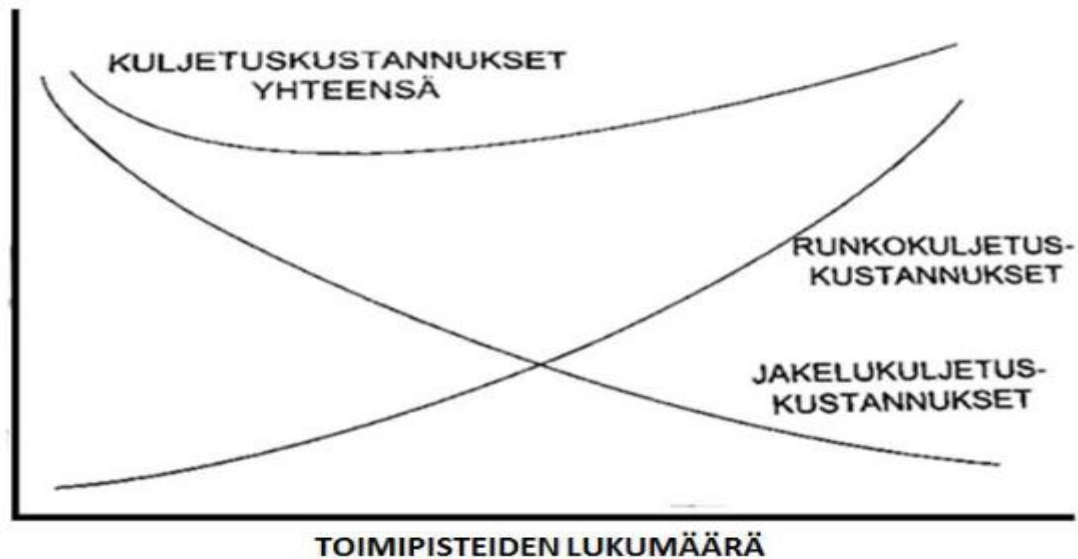 KULJETUSKUSTANNUKSET
YHTEENSÄ
RUNKOKULJETUS-
KUSTANNUKSET
JAKELUKULJETUS-
KUSTANNUKSET
TOIMIPISTEIDEN LUKUMÄÄRÄ